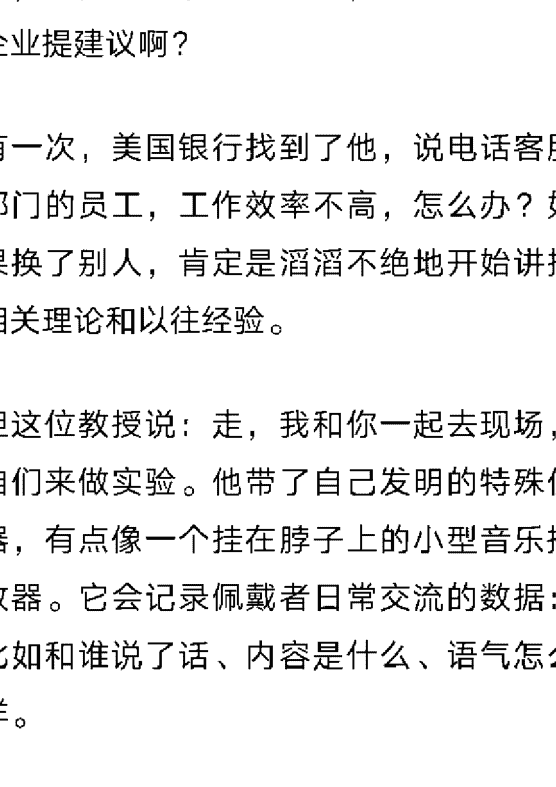 企业提建议啊？
有一次，美国银行找到了他，说电话客服
部门的员工，工作效率不高，怎么办？如
果换了别人，肯定是滔滔不绝地开始讲授
相关理论和以往经验。
但这位教授说：走，我和你一起去现场，
咱们来做实验。他带了自己发明的特殊仪
器，有点像一个挂在脖子上的小型音乐播
放器。它会记录佩戴者日常交流的数据：
比如和谁说了话、内容是什么、语气怎么
样。